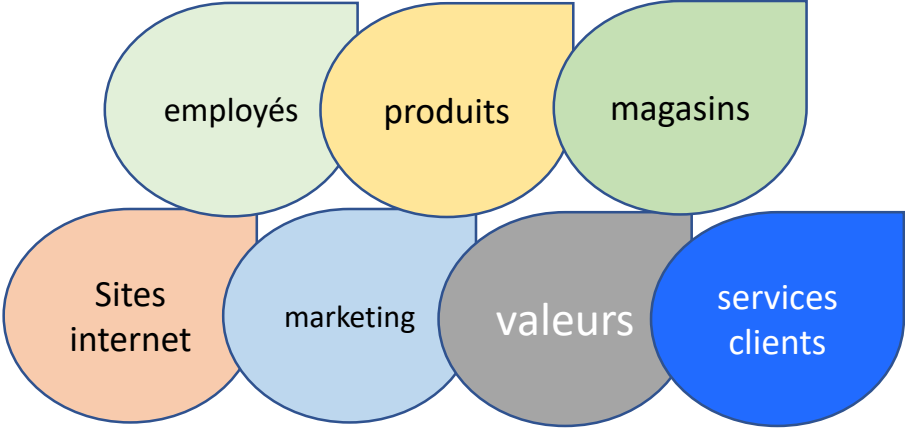 employés
produits
magasins
Sites
internet
marketing
valeurs
services
clients